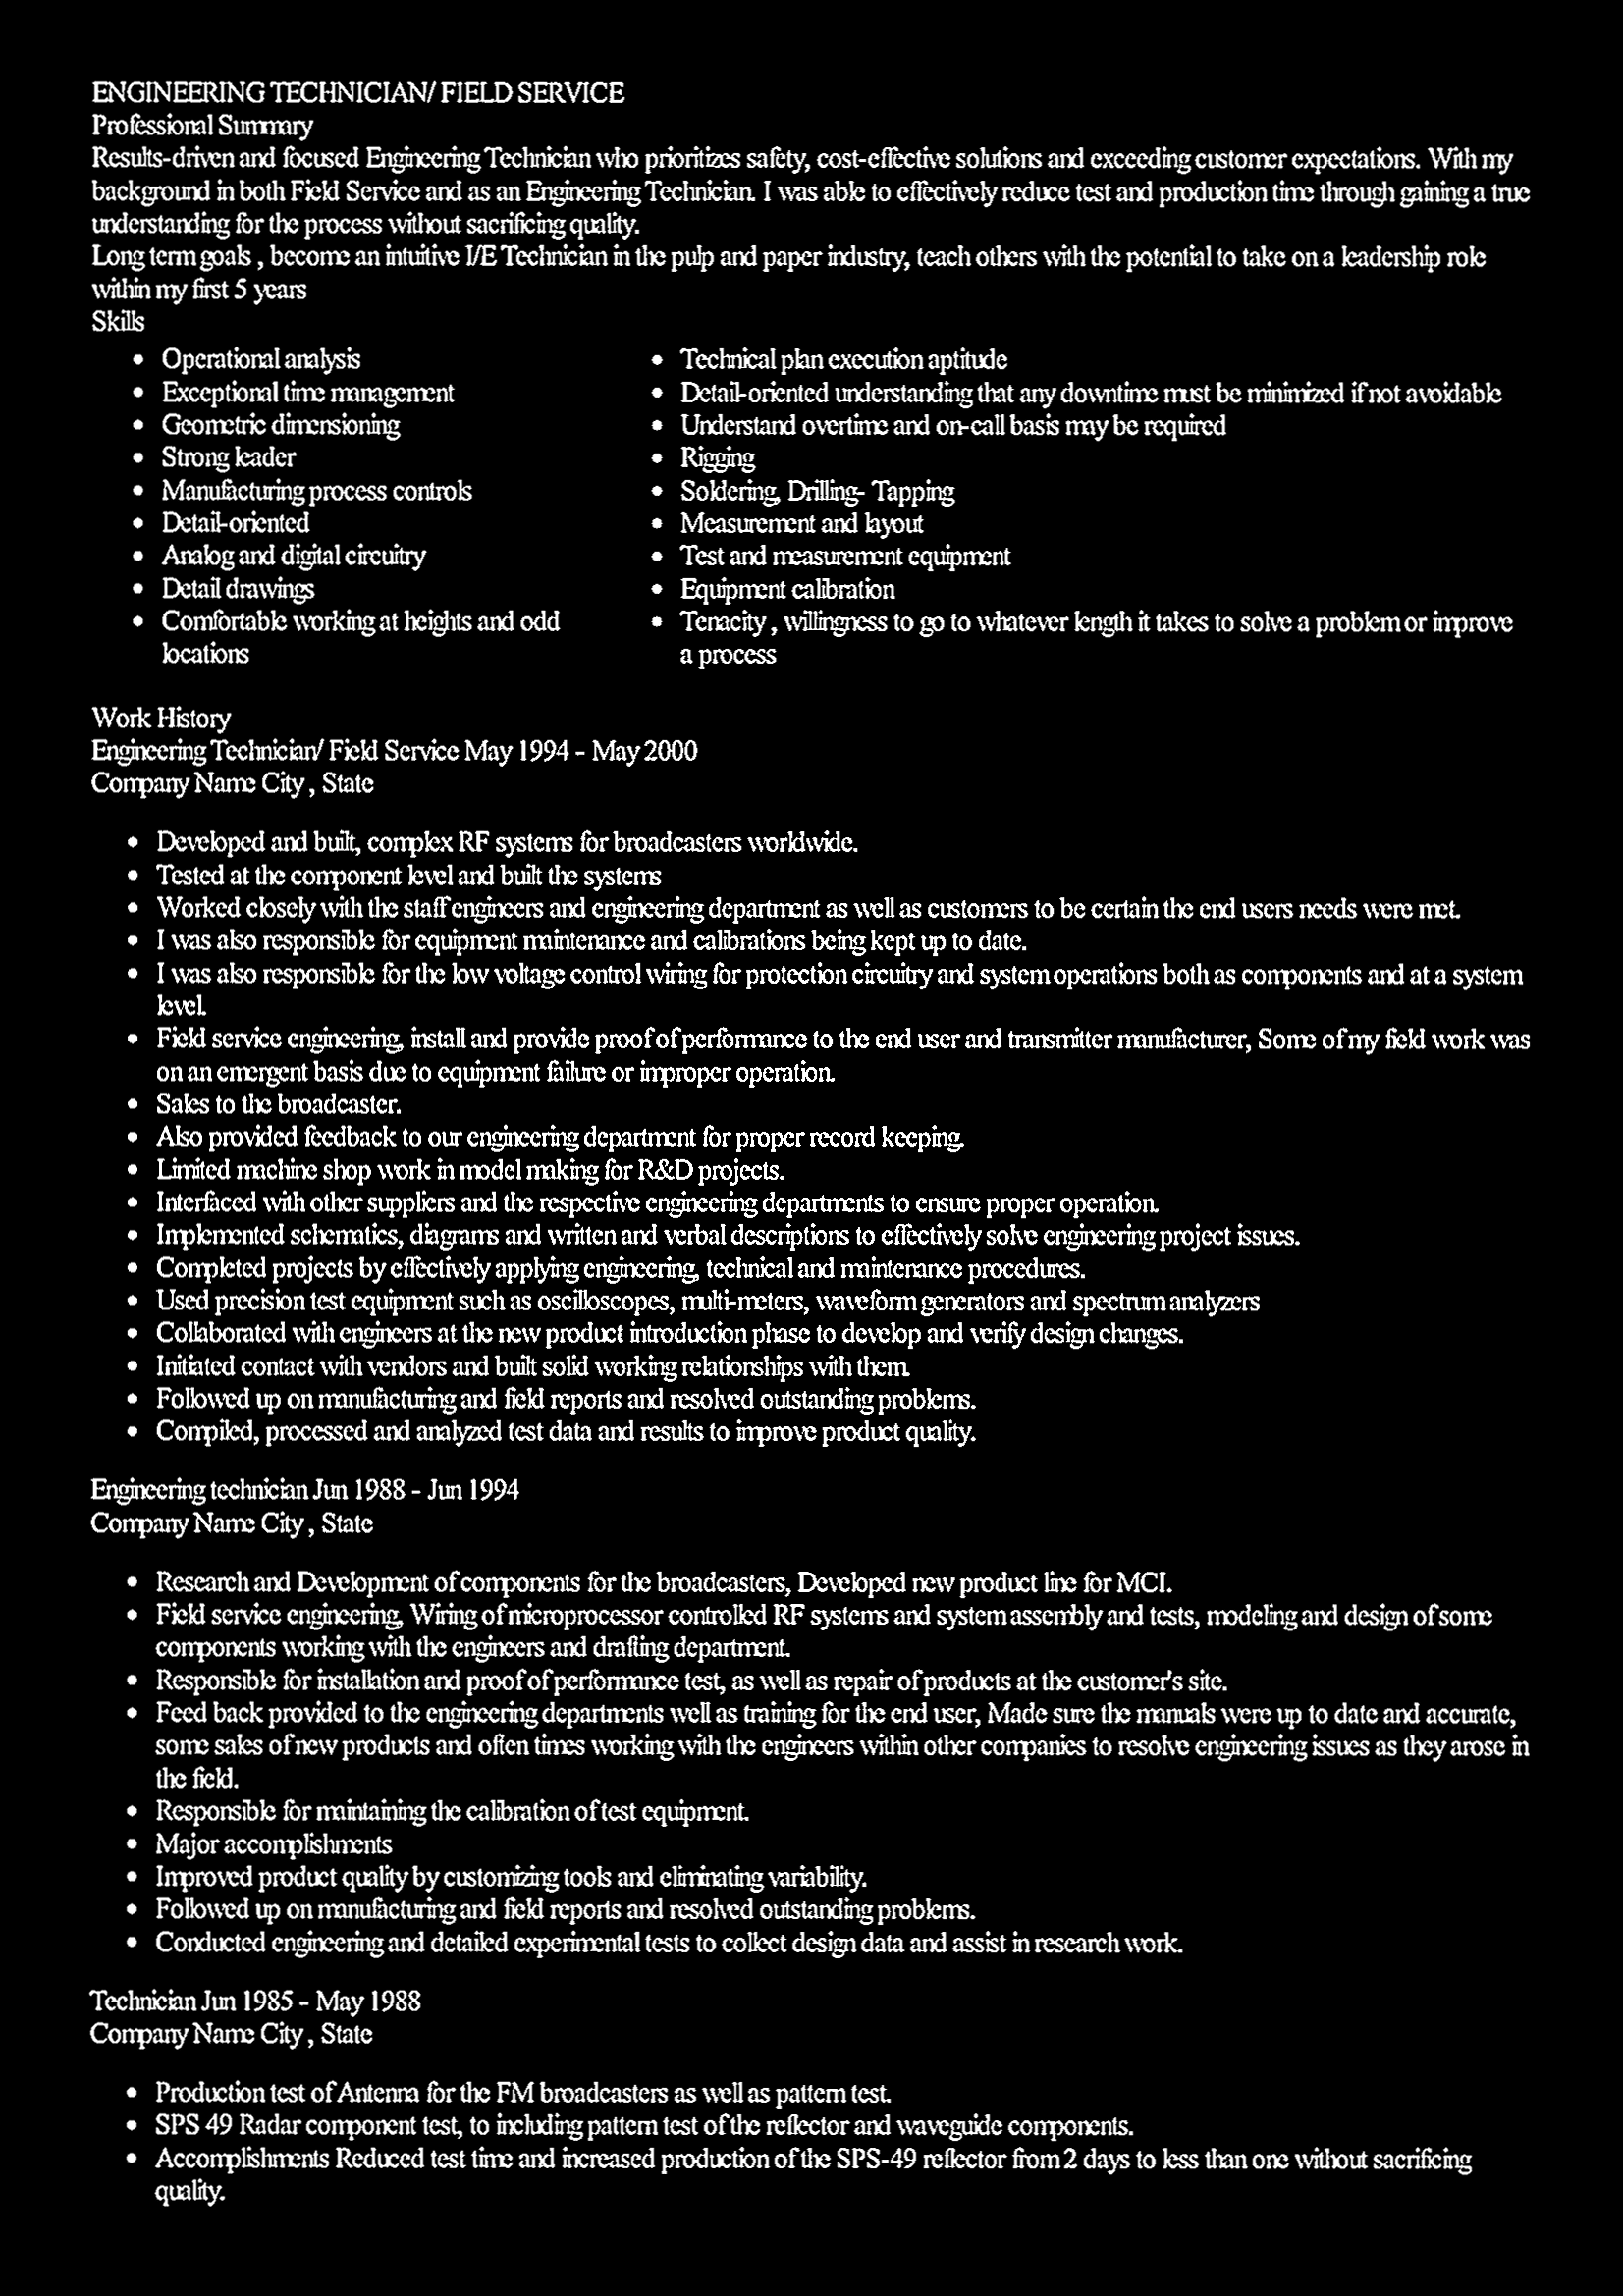 ENGINEERING TECHNICIAN/ FIELD SERVICE
Professional Summary
Results-driven and focused Engineering Technician who prioritizes safety, cost-effective solutions and exceeding customer expectations. With my
background in both Field Service and as an Engineering Technician. I was able to effectively reduce test and production time through gaining a true
understanding for the process without sacrificing quality.
Long term goals , become an intuitive I/E Technician in the pulp and paper industry, teach others with the potential to take on a leadership role
within my first 5 years
Skills
• Operational analysis
• Exceptional time management
• Geometric dimensioning
• Strong leader
• Manufacturing process controls
• Detail-oriented
• Analog and digital circuitry
• Detail drawings
• Comfortable working at heights and odd
locations
• Technical plan execution aptitude
• Detail-oriented understanding that any downtime must be minimized if not avoidable
• Understand overtime and on-call basis may be required
• Rigging
• Soldering, Drilling- Tapping
• Measurement and layout
• Test and measurement equipment
• Equipment calibration
• Tenacity , willingness to go to whatever length it takes to solve a problem or improve
a process
Work History
Engineering Technician/ Field Service May 1994 - May 2000
Company Name City , State
• Developed and built, complex RF systems for broadcasters worldwide.
• Tested at the component level and built the systems
• Worked closely with the staff engineers and engineering department as well as customers to be certain the end users needs were met.
• I was also responsible for equipment maintenance and calibrations being kept up to date.
• I was also responsible for the low voltage control wiring for protection circuitry and system operations both as components and at a system
level.
• Field service engineering, install and provide proof of performance to the end user and transmitter manufacturer, Some of my field work was
on an emergent basis due to equipment failure or improper operation.
• Sales to the broadcaster.
• Also provided feedback to our engineering department for proper record keeping.
• Limited machine shop work in model making for R&D projects.
• Interfaced with other suppliers and the respective engineering departments to ensure proper operation.
• Implemented schematics, diagrams and written and verbal descriptions to effectively solve engineering project issues.
• Completed projects by effectively applying engineering, technical and maintenance procedures.
• Used precision test equipment such as oscilloscopes, multi-meters, waveform generators and spectrum analyzers
• Collaborated with engineers at the new product introduction phase to develop and verify design changes.
• Initiated contact with vendors and built solid working relationships with them.
• Followed up on manufacturing and field reports and resolved outstanding problems.
• Compiled, processed and analyzed test data and results to improve product quality.
Engineering technician Jun 1988 - Jun 1994
Company Name City , State
• Research and Development of components for the broadcasters, Developed new product line for MCI.
• Field service engineering, Wiring of microprocessor controlled RF systems and system assembly and tests, modeling and design of some
components working with the engineers and drafting department.
• Responsible for installation and proof of performance test, as well as repair of products at the customer's site.
• Feed back provided to the engineering departments well as training for the end user, Made sure the manuals were up to date and accurate,
some sales of new products and often times working with the engineers within other companies to resolve engineering issues as they arose in
the field.
• Responsible for maintaining the calibration of test equipment.
• Major accomplishments
• Improved product quality by customizing tools and eliminating variability.
• Followed up on manufacturing and field reports and resolved outstanding problems.
• Conducted engineering and detailed experimental tests to collect design data and assist in research work.
Technician Jun 1985 - May 1988
Company Name City , State
• Production test of Antenna for the FM broadcasters as well as pattern test.
• SPS 49 Radar component test, to including pattern test of the reflector and waveguide components.
• Accomplishments Reduced test time and increased production of the SPS-49 reflector from 2 days to less than one without sacrificing
quality.